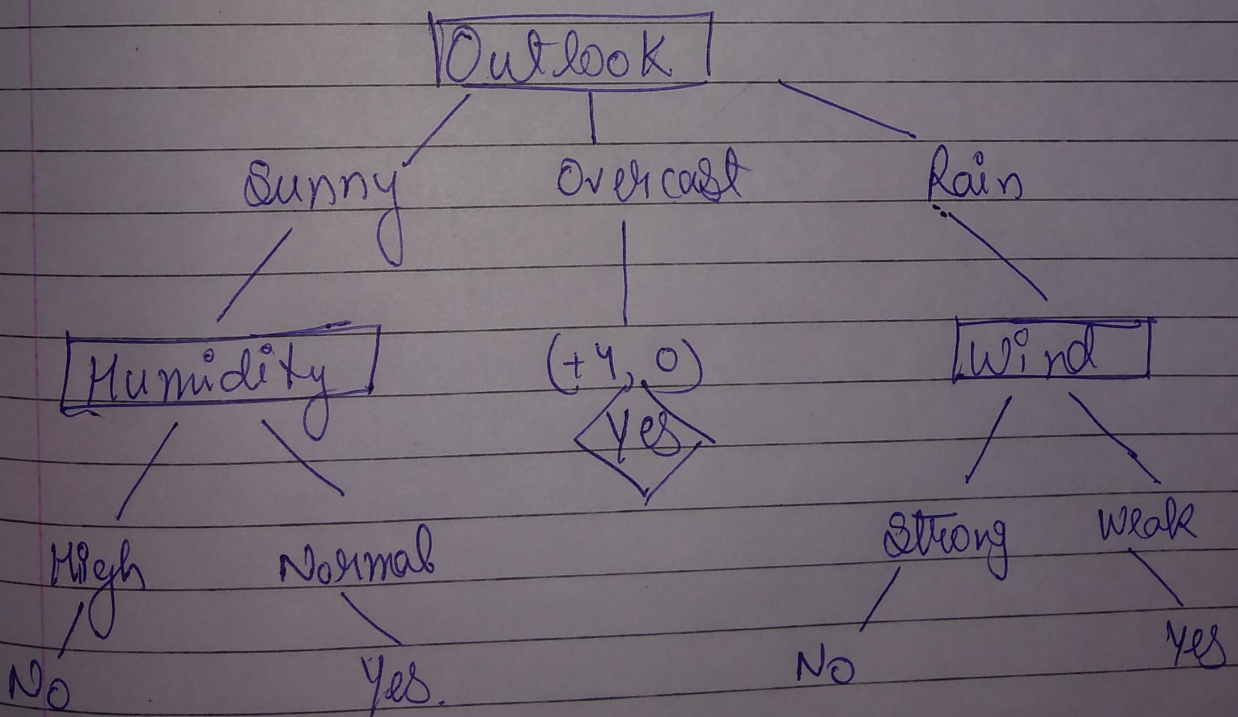 Outlook
Sunny Overcast Rain
Humidity (+4, 0) Wind
Yes
High Normal Strong Weak
No Yes. No Yes